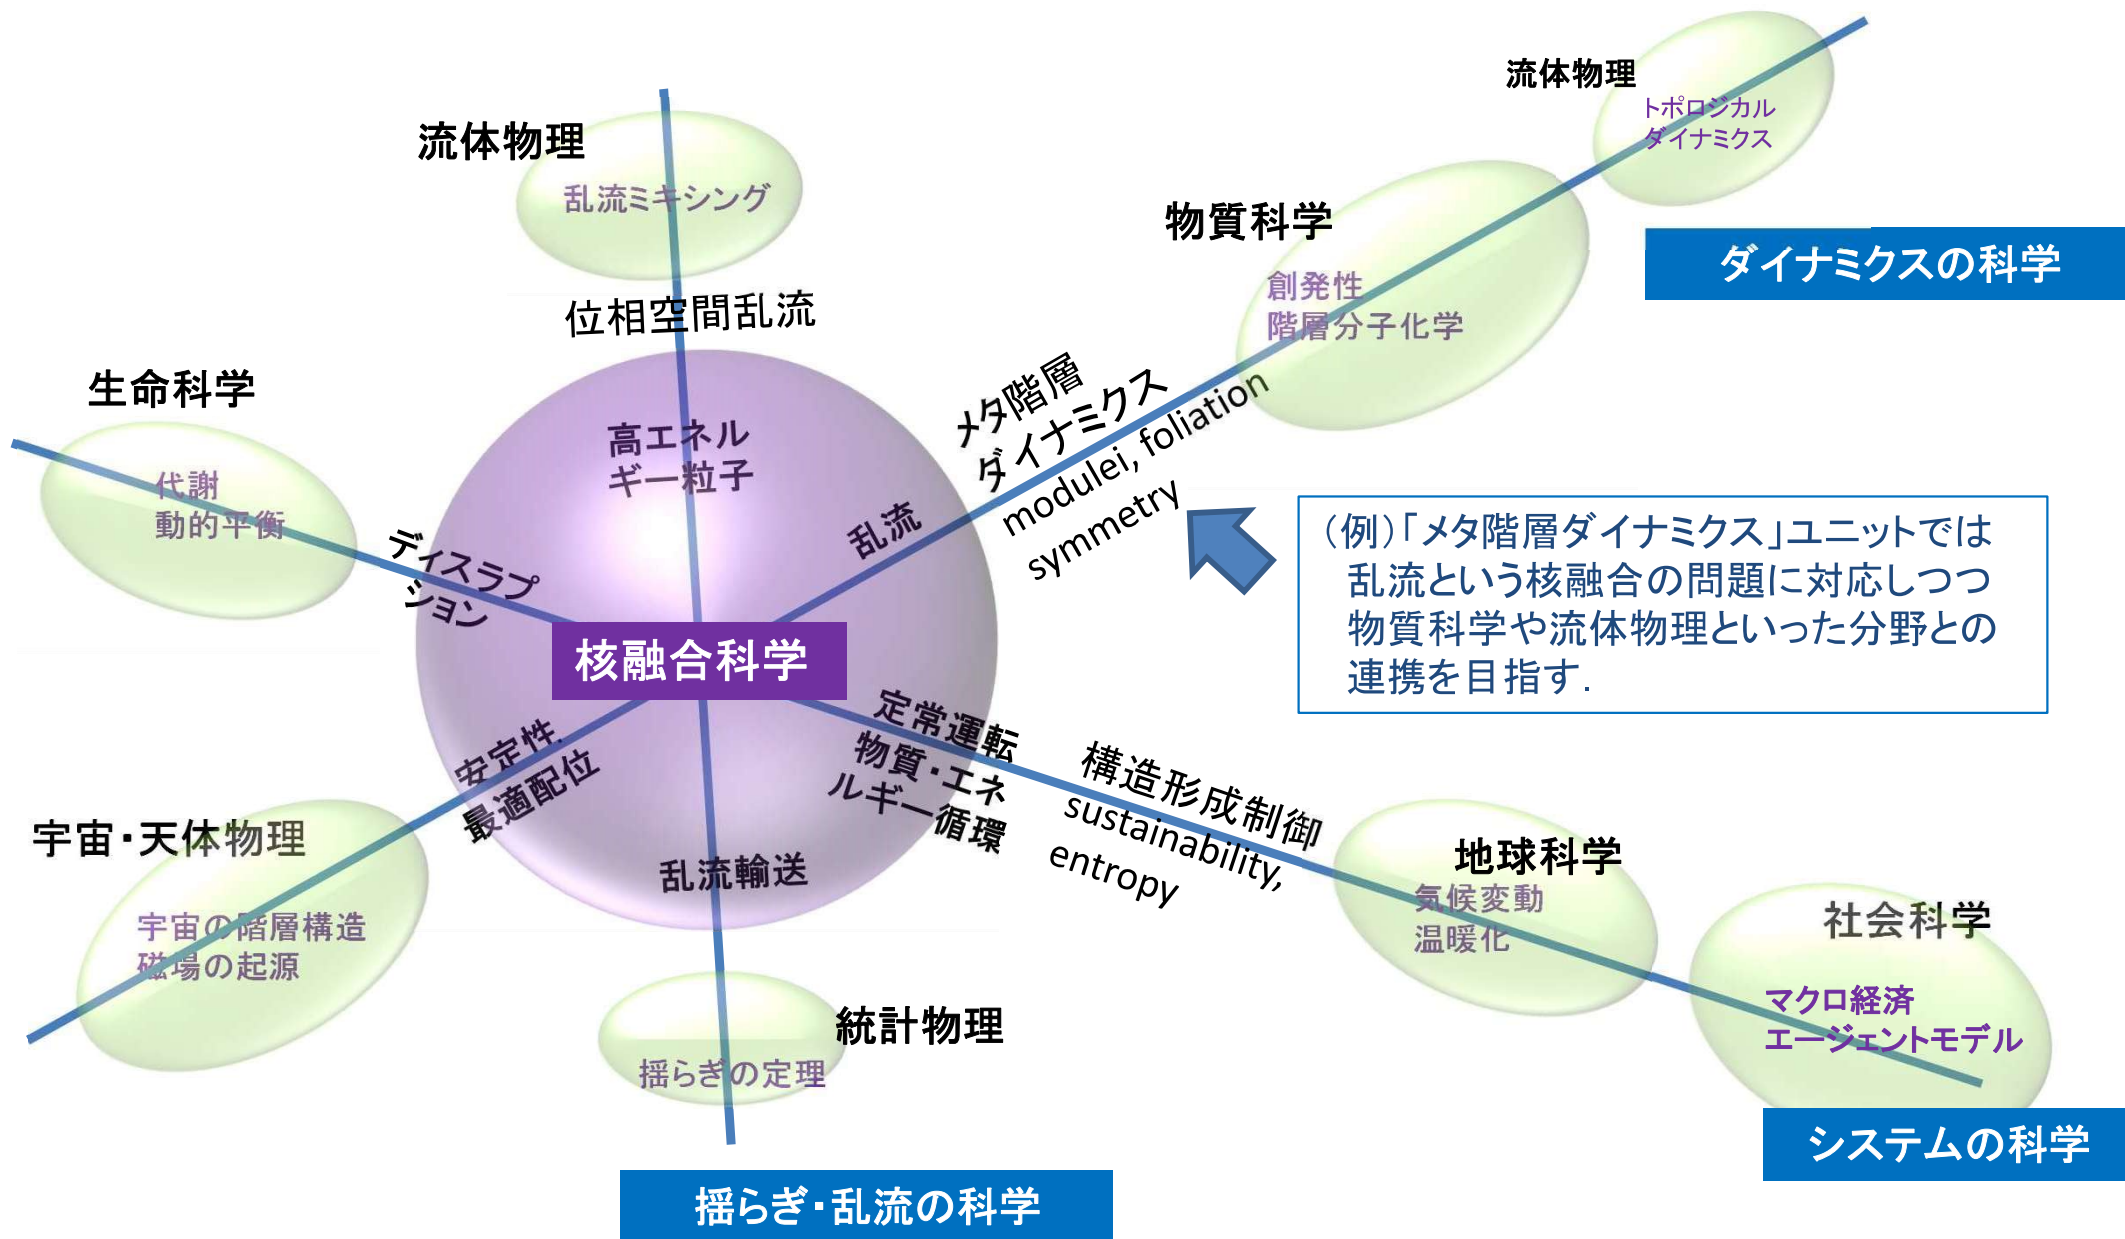 流体物理
トポロジカル
ダイナミクス
流体物理
乱流ミキシング
物質科学
創発性
階層分子化学
ダイナミクスの科学
位相空間乱流
生命科学
代謝
動的平衡
メタ階層
ダイナミクス
modulei, foliation
symmetry
高エネル
ギー粒子
乱流
ディスラプ
ション
(例)「メタ階層ダイナミクス」ユニットでは
乱流という核融合の問題に対応しつつ
物質科学や流体物理といった分野との
連携を目指す.
核融合科学
安定性.
最適配位
定常運転
物質・エネ
ルギー循環
構造形成制御
sustainability,
entropy
乱流輸送
宇宙・天体物理
宇宙の階層構造
磁場の起源
地球科学
気候変動
温暖化
社会科学
マクロ経済
エージェントモデル
統計物理
揺らぎの定理
システムの科学
揺らぎ・乱流の科学